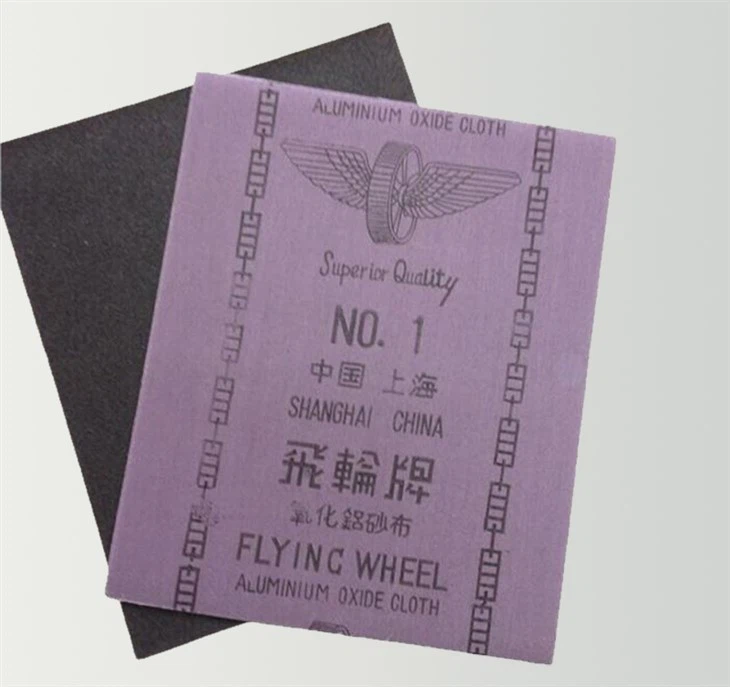 ALUMINIUM OXIDE CLOTH
Superior Quality
NO. 1
中国 上海
SHANGHAI CHINA
飛輪牌
氧化鋁砂布
FLYING WHEEL
ALUMINIUM OXIDE CLOTH